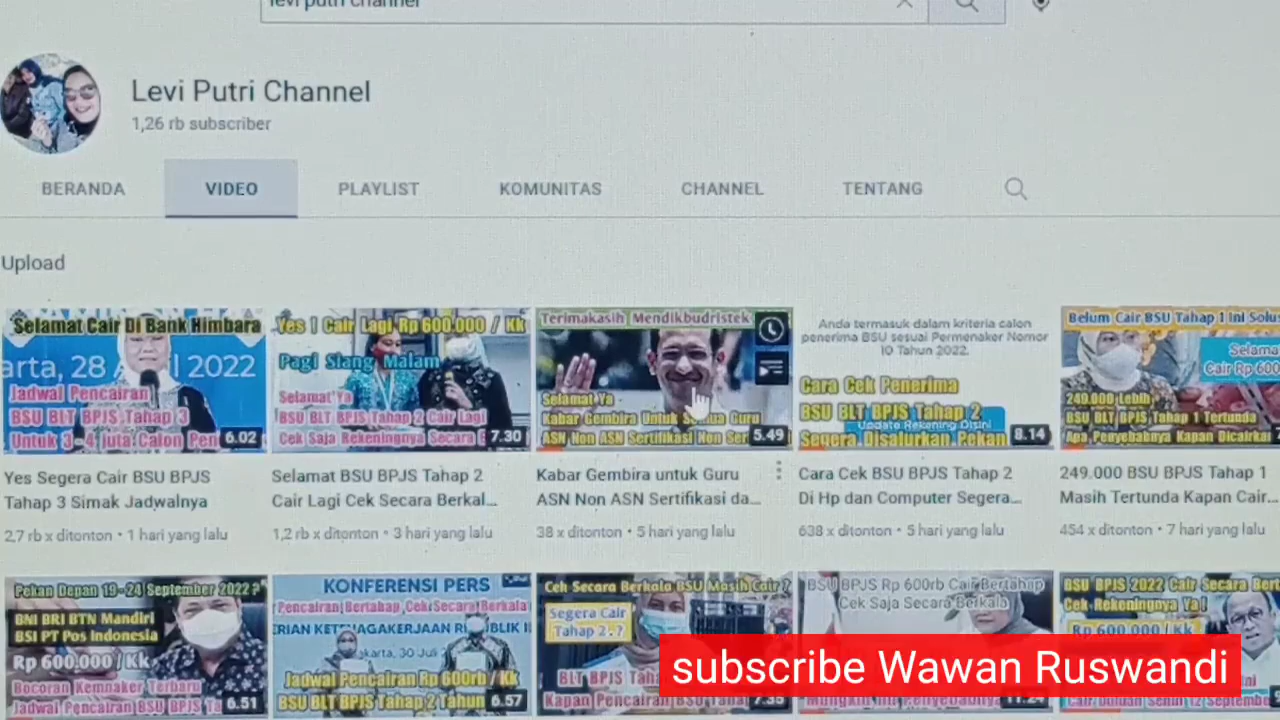 levi putri channel
Levi Putri Channel
1,26 rb subscriber
BERANDA VIDEO PLAYLIST KOMUNITAS CHANNEL TENTANG
Upload
Selamat Cair Di Bank Himbara
arta, 28 A il 2022
Jadwal Pencairan
BSU BLT BPJS Tahap 3
Untuk 3-4 juta Calon Pen
6.02
Yes ! Cair Lagi Rp 600.000 / Kk
Pagi Siang Malam
Selamat Ya
BSU BLT BPJS Tahap 2 Cair Lagi
Cek Saja Rekeningnya Secara
7.30
Terimakasih Mendikbudristek
Selamat Ya
Kabar Gembira Untuk Semua Guru
ASN Non ASN Sertifikasi Non Ser
5.49
Anda termasuk dalam kriteria calon
penerima BSU sesuai Permenaker Nomor
10 Tahun 2022.
Cara Cek Penerima
BSU BLT BPJS Tahap 2
Update Rekening Disini
Segera Disalurkan Pekan
8.14
Belum Cair BSU Tahap 1 Ini Solus
Selama
Cair Rp 600
249.000 Lebih
BSU BLT BPJS Tahap 1 Tertunda
Apa Penyebabnya Kapan Dicairka
Yes Segera Cair BSU BPJS
Tahap 3 Simak Jadwalnya
2,7 rb x ditonton • 1 hari yang lalu
Selamat BSU BPJS Tahap 2
Cair Lagi Cek Secara Berkal...
1,2 rb x ditonton • 3 hari yang lalu
Kabar Gembira untuk Guru
ASN Non ASN Sertifikasi da...
38 x ditonton • 5 hari yang lalu
Cara Cek BSU BPJS Tahap 2
Di Hp dan Computer Segera...
638 x ditonton • 5 hari yang lalu
249.000 BSU BPJS Tahap 1
Masih Tertunda Kapan Cair...
454 x ditonton • 7 hari yang lalu
Pekan Depan 19-24 September 2022 ?
BNI BRI BTN Mandiri
BSI PT Pos Indonesia
Rp 600.000 / Kk
Bocoran Kemnaker Terbaru
Jadwal Pencairan BSU BPJS Ta
6.51
KONFERENSI PERS
Pencairan Bertahap Cek Secara Berkala
ERIAN KETENAGAKERJAAN REPUBLIK I
akarta, 30 Juli
Jadwal Pencairan Rp 600rb / Kk
BSU BLT BPJS Tahap 2 Tahun
6.57
Cek Secara Berkala BSU Masih Cair ?
Segera Cair
Tahap 2 . ?
BLT BPJS Taha
Kapan Pencairan BSU
7.35
BSU BPJS Rp 600rb Cair Bertahap
Cek Saja Secara Berkala
BSU BPJS 2022 Cair Secara Bert
Cek Rekeningnya Ya !
Rp 600.000 / Kk
subscribe Wawan Ruswandi